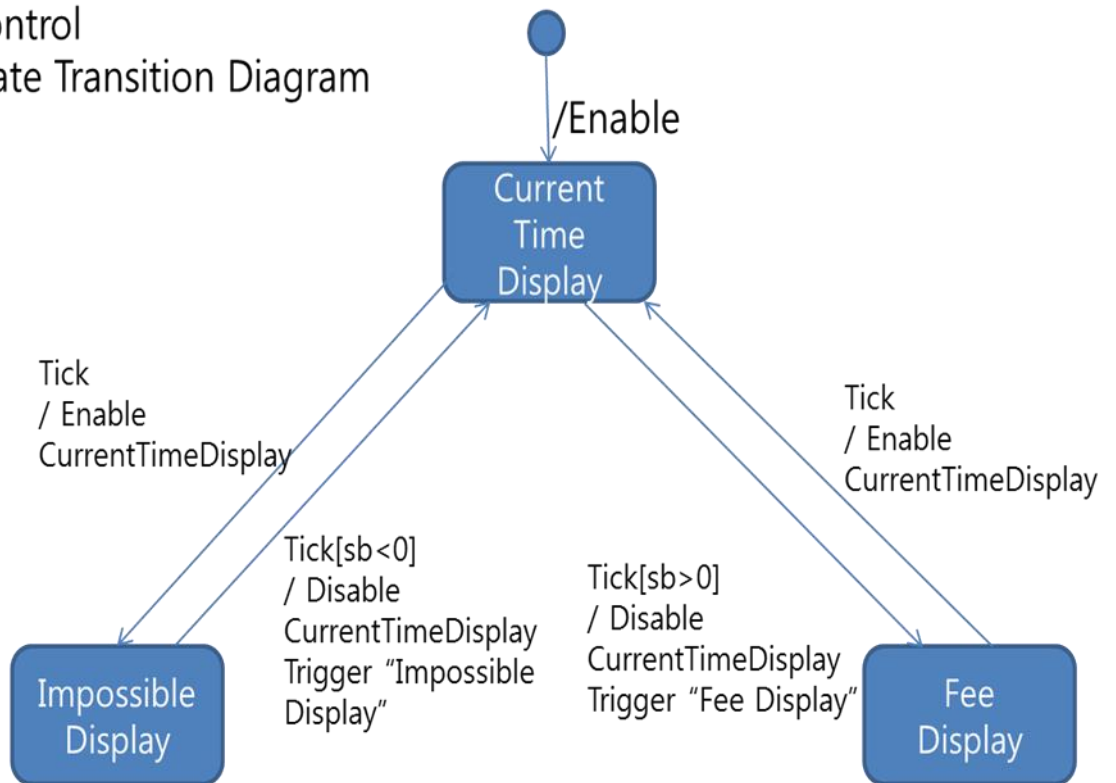 ontrol
ate Transition Diagram
/Enable
Current
Time
Display
Tick
/ Enable
CurrentTimeDisplay
Tick
/ Enable
CurrentTimeDisplay
Tick[sb<0]
/ Disable
CurrentTimeDisplay
Trigger “Impossible
Display”
Tick[sb>0]
/ Disable
CurrentTimeDisplay
Trigger “Fee Display”
Impossible
Display
Fee
Display